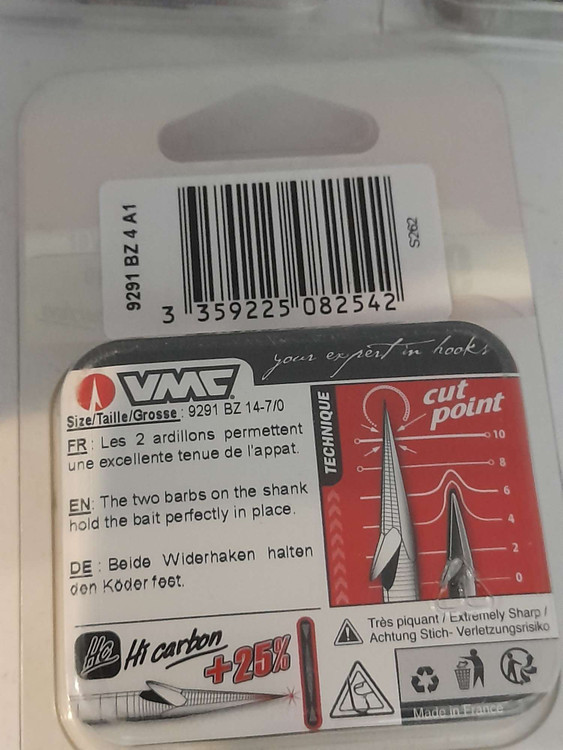 9291 BZ 4 A1
S262
3 359225 082542
your expert in hooks
VMC
Size/Taille/Grosse : 9291 BZ 14-7/0
FR : Les 2 ardillons permettent
une excellente tenue de l'appat.
EN: The two barbs on the shank
hold the bait perfectly in place.
DE : Beide Widerhaken halten
den Köder fest.
TECHNIQUE
cut
point
10
8
6
4
2
0
Hi carbon
+25%
Très piquant / Extremely Sharp /
Achtung Stich- Verletzungsrisiko
Made in France